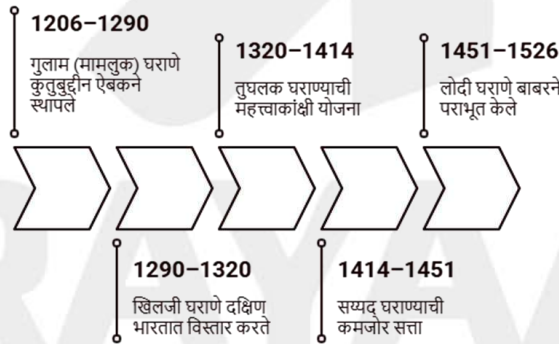 1206–1290
गुलाम (मामलुक) घराणे
कुतुबुद्दीन ऐबकने
स्थापले
1290–1320
खिलजी घराणे दक्षिण
भारतात विस्तार करते
1320–1414
तुघलक घराण्याची
महत्त्वाकांक्षी योजना
1414–1451
सय्यद घराण्याची
कमजोर सत्ता
1451–1526
लोदी घराणे बाबरने
पराभूत केले